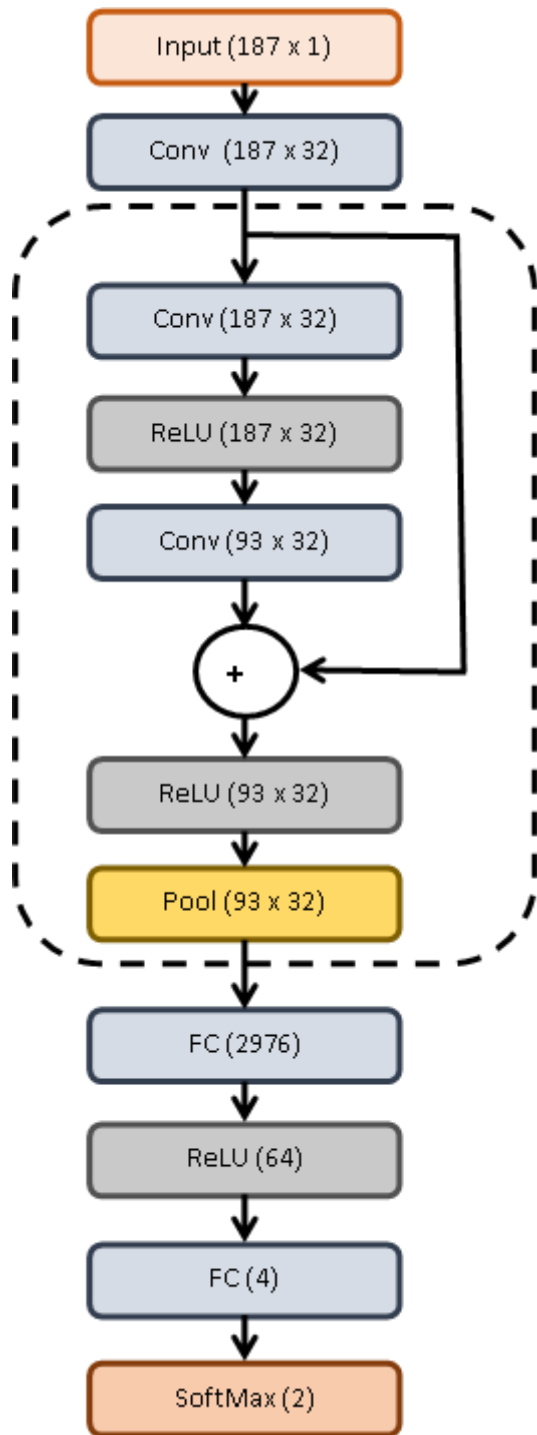 Input (187 x 1)
Conv (187 x 32)
Conv (187 x 32)
ReLU (187 x 32)
Conv (93 x 32)
+
ReLU (93 x 32)
Pool (93 x 32)
FC (2976)
ReLU (64)
FC (4)
SoftMax (2)